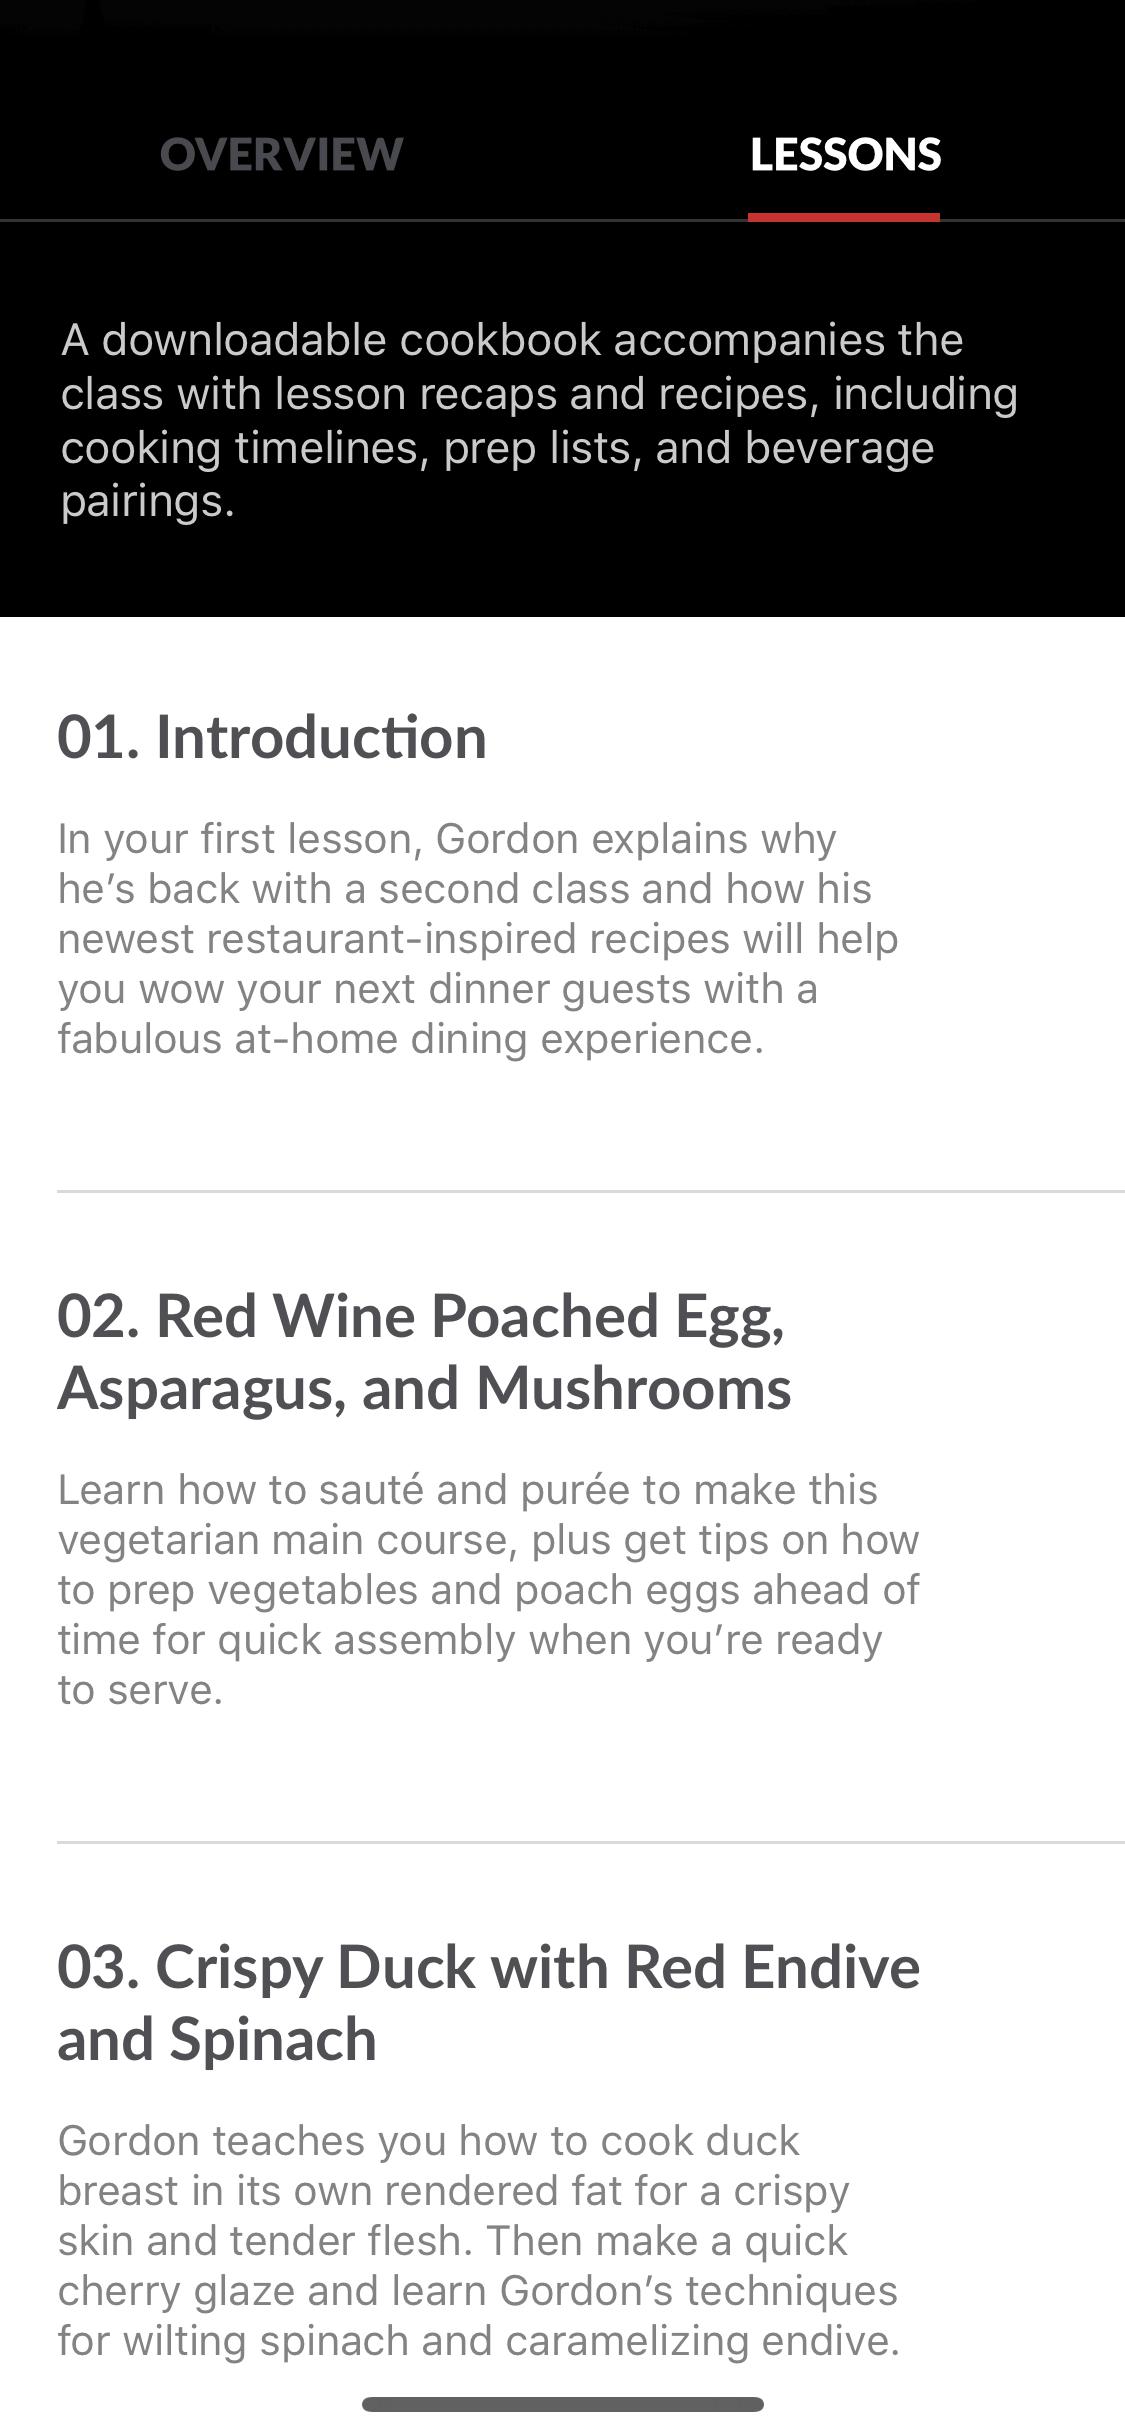 OVERVIEW
LESSONS
A downloadable cookbook accompanies the
class with lesson recaps and recipes, including
cooking timelines, prep lists, and beverage
pairings.
01. Introduction
In your first lesson, Gordon explains why
he’s back with a second class and how his
newest restaurant-inspired recipes will help
you wow your next dinner guests with a
fabulous at-home dining experience.
02. Red Wine Poached Egg,
Asparagus, and Mushrooms
Learn how to sauté and purée to make this
vegetarian main course, plus get tips on how
to prep vegetables and poach eggs ahead of
time for quick assembly when you’re ready
to serve.
03. Crispy Duck with Red Endive
and Spinach
Gordon teaches you how to cook duck
breast in its own rendered fat for a crispy
skin and tender flesh. Then make a quick
cherry glaze and learn Gordon’s techniques
for wilting spinach and caramelizing endive.